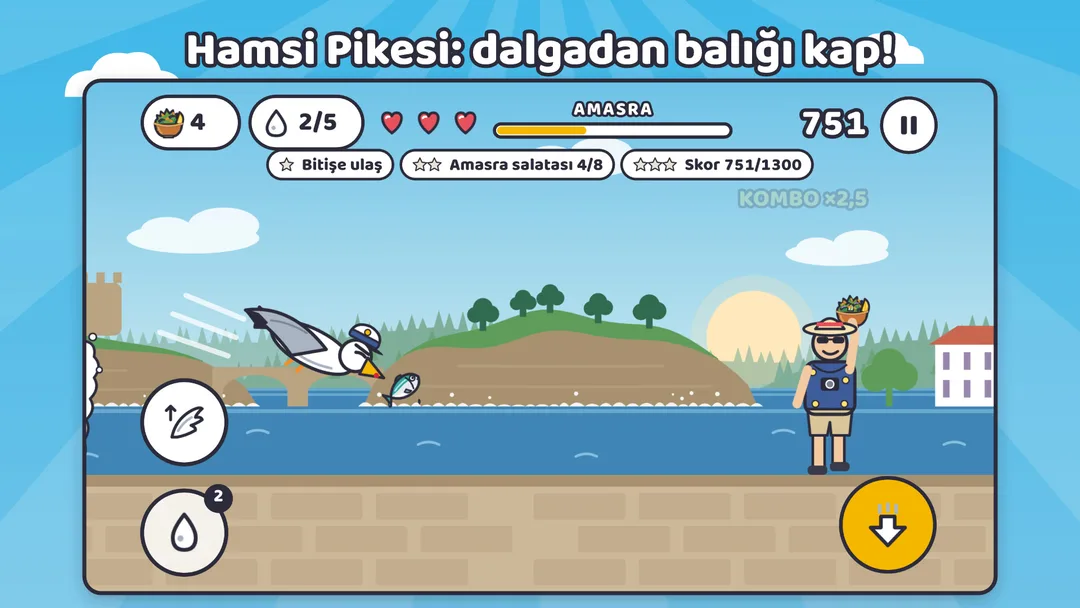 Hamsi Pikesi: dalgadan balığı kap!
4
2/5
AMASRA
751
Bitişe ulaş
Amasra salatası 4/8
Skor 751/1300
KOMBO ×2,5
2